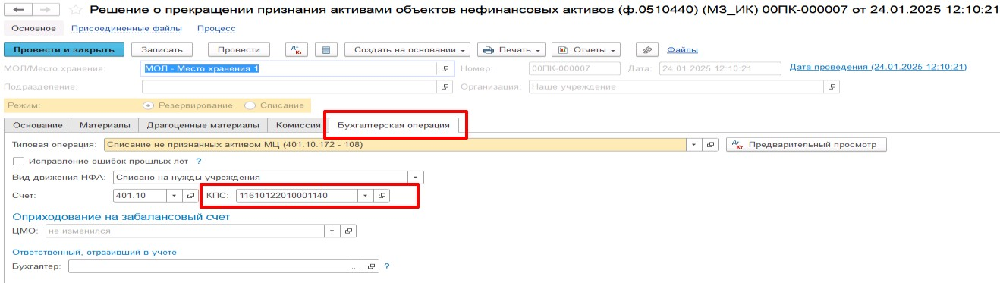 Решение о прекращении признания активами объектов нефинансовых активов (ф.0510440) (МЗ_ИК) 00ПК-000007 от 24.01.2025 12:10:21
Основное Присоединенные файлы Процесс
Провести и закрыть Записать Провести Дт Кт Создать на основании Печать Отчеты Файлы
МОЛ/Место хранения: МОЛ - Место хранения 1 Номер: 00ПК-000007 Дата: 24.01.2025 12:10:21 Дата проведения (24.01.2025 12:10:21)
Подразделение: Организация: Наше учреждение
Режим: Резервирование Списание
Основание Материалы Драгоценные материалы Комиссия Бухгалтерская операция
Типовая операция: Списание не признанных активом МЦ (401.10.172 - 108) Дт Кт Предварительный просмотр
Исправление ошибок прошлых лет ?
Вид движения НФА: Списано на нужды учреждения
Счет: 401.10 КПС: 11610122010001140
Оприходование на забалансовый счет
ЦМО: не изменился
Ответственный, отразивший в учете
Бухгалтер: ... ?